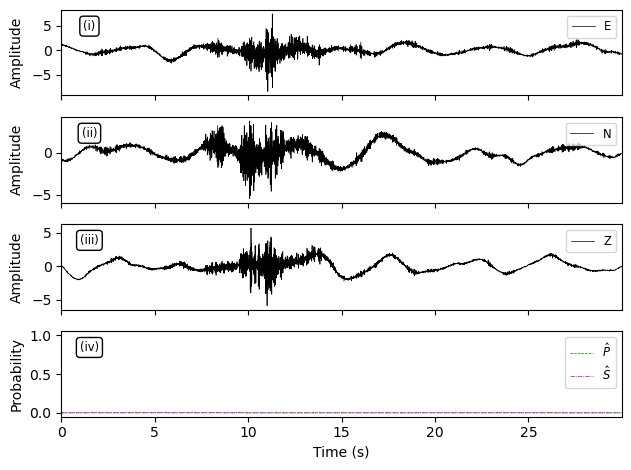 Amplitude
5
0
−5
(i)
E
Amplitude
0
−5
(ii)
N
Amplitude
5
0
−5
(iii)
Z
Probability
1.0
0.5
0.0
(iv)
P̂
Ŝ
0 5 10 15 20 25
Time (s)